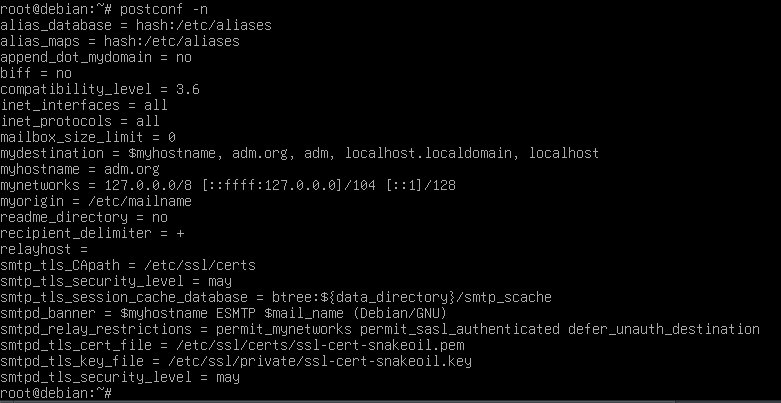 root@debian:~# postconf -n
alias_database = hash:/etc/aliases
alias_maps = hash:/etc/aliases
append_dot_mydomain = no
biff = no
compatibility_level = 3.6
inet_interfaces = all
inet_protocols = all
mailbox_size_limit = 0
mydestination = $myhostname, adm.org, adm, localhost.localdomain, localhost
myhostname = adm.org
mynetworks = 127.0.0.0/8 [::ffff:127.0.0.0]/104 [::1]/128
myorigin = /etc/mailname
readme_directory = no
recipient_delimiter = +
relayhost =
smtp_tls_CApath = /etc/ssl/certs
smtp_tls_security_level = may
smtp_tls_session_cache_database = btree:${data_directory}/smtp_scache
smtpd_banner = $myhostname ESMTP $mail_name (Debian/GNU)
smtpd_relay_restrictions = permit_mynetworks permit_sasl_authenticated defer_unauth_destination
smtpd_tls_cert_file = /etc/ssl/certs/ssl-cert-snakeoil.pem
smtpd_tls_key_file = /etc/ssl/private/ssl-cert-snakeoil.key
smtpd_tls_security_level = may
root@debian:~#